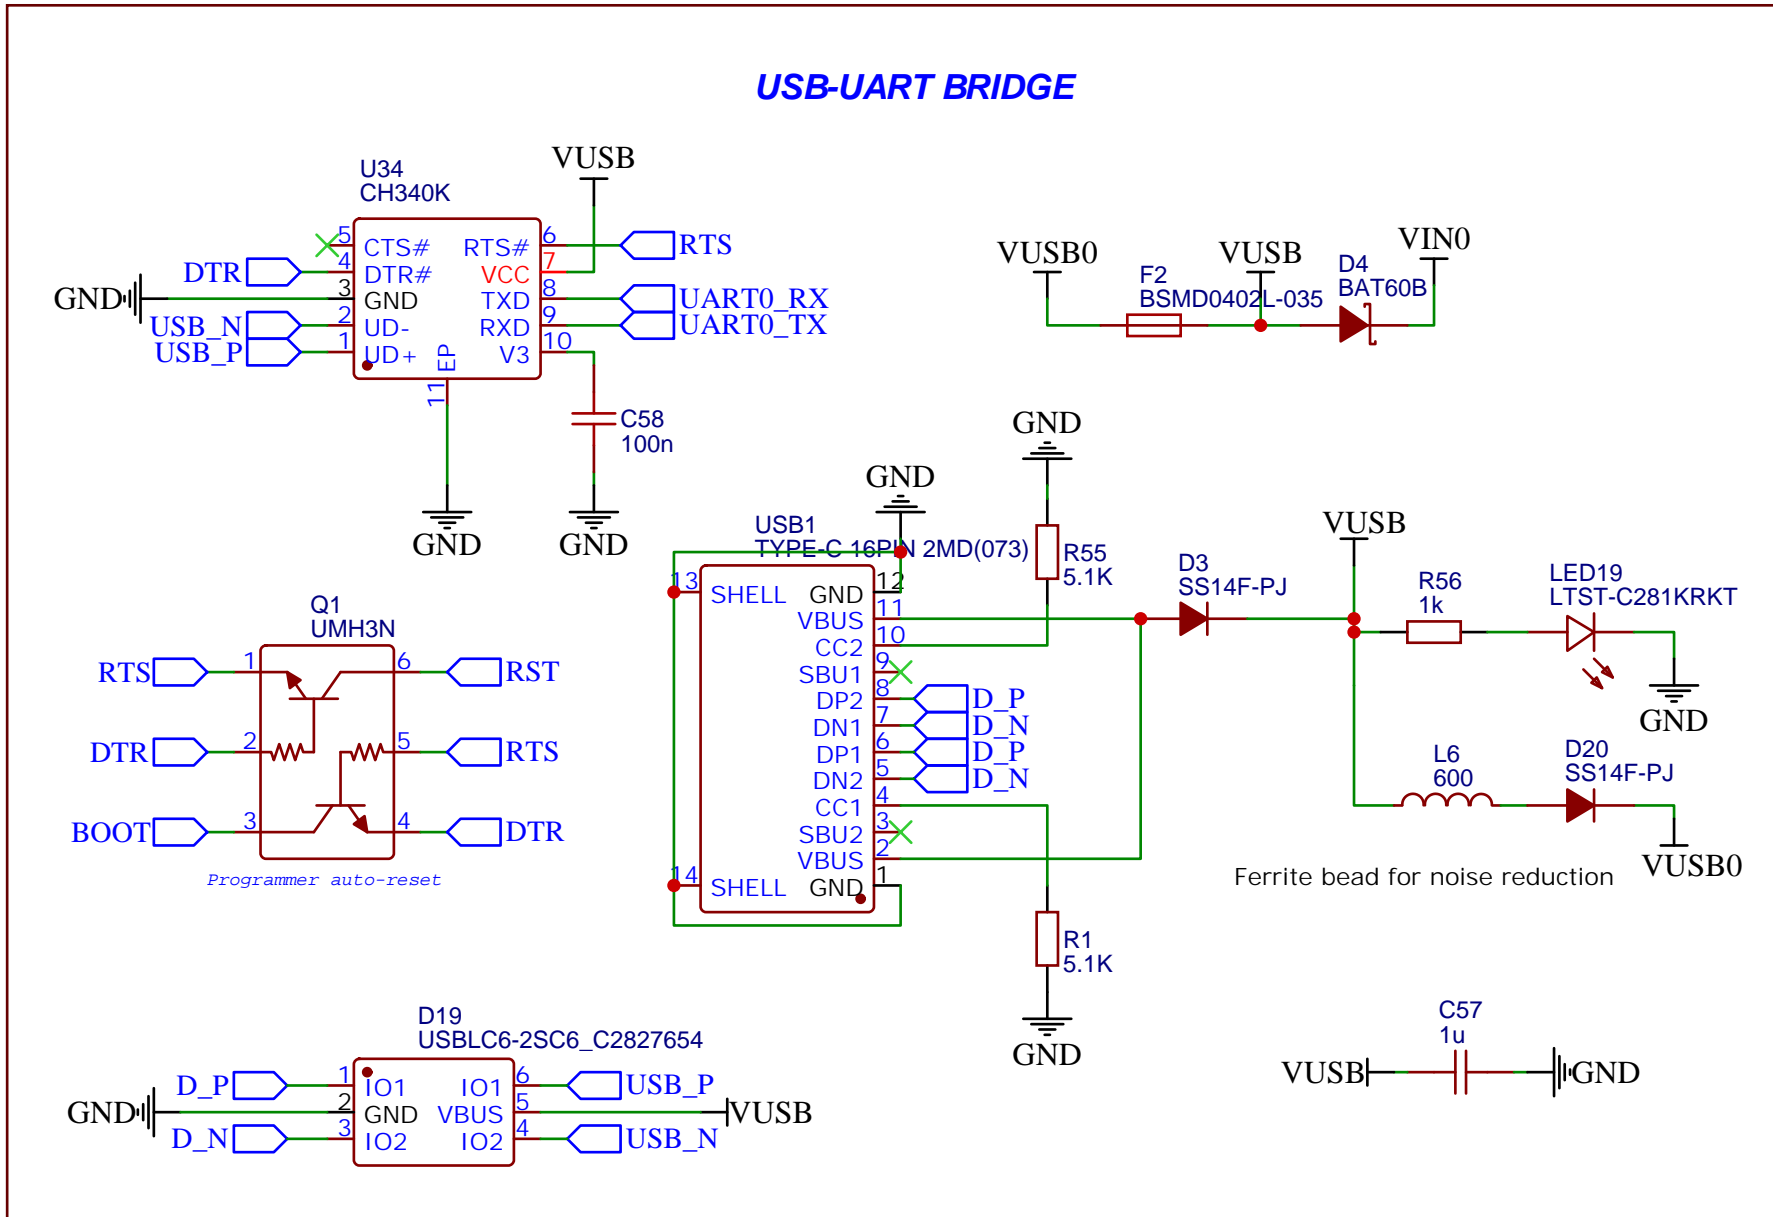 USB-UART BRIDGE
U34
CH340K
VUSB
5 CTS# RTS# 6 RTS
DTR 4 DTR# VCC 7
GND 3 GND TXD 8 UART0_RX
USB_N 2 UD- RXD 9 UART0_TX
USB_P 1 UD+ V3 10
EP
11
C58
100n
GND
GND
VUSB0
VUSB
VIN0
F2
BSMD0402L-035
D4
BAT60B
GND
GND
USB1
TYPE-C 16PIN 2MD(073)
R55
5.1K
13 SHELL GND 12
VBUS 11
CC2 10
SBU1 9
DP2 8 D_P
DN1 7 D_N
DP1 6 D_P
DN2 5 D_N
CC1 4
SBU2 3
VBUS 2
14 SHELL GND 1
R1
5.1K
GND
D3
SS14F-PJ
VUSB
R56
1k
LED19
LTST-C281KRKT
GND
L6
600
D20
SS14F-PJ
VUSB0
Ferrite bead for noise reduction
Q1
UMH3N
RTS 1 6 RST
DTR 2 5 RTS
BOOT 3 4 DTR
Programmer auto-reset
D19
USBLC6-2SC6_C2827654
D_P 1 IO1 IO1 6 USB_P
GND 2 GND VBUS 5 VUSB
D_N 3 IO2 IO2 4 USB_N
C57
1u
VUSB GND